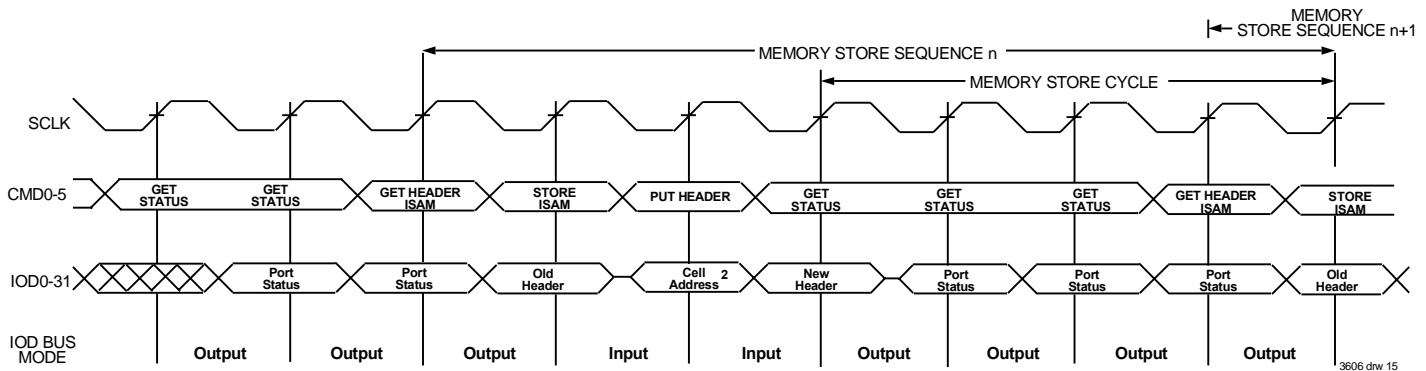 MEMORY
STORE SEQUENCE n+1
MEMORY STORE SEQUENCE n
MEMORY STORE CYCLE
SCLK
CMD0-5
GET
STATUS
GET
STATUS
GET HEADER
ISAM
STORE
ISAM
PUT HEADER
GET
STATUS
GET
STATUS
GET
STATUS
GET HEADER
ISAM
STORE
ISAM
IOD0-31
Port
Status
Port
Status
Old
Header
Cell 2
Address
New
Header
Port
Status
Port
Status
Port
Status
Old
Header
IOD BUS
MODE
Output Output Output Input Input Output Output Output Output
3606 drw 15